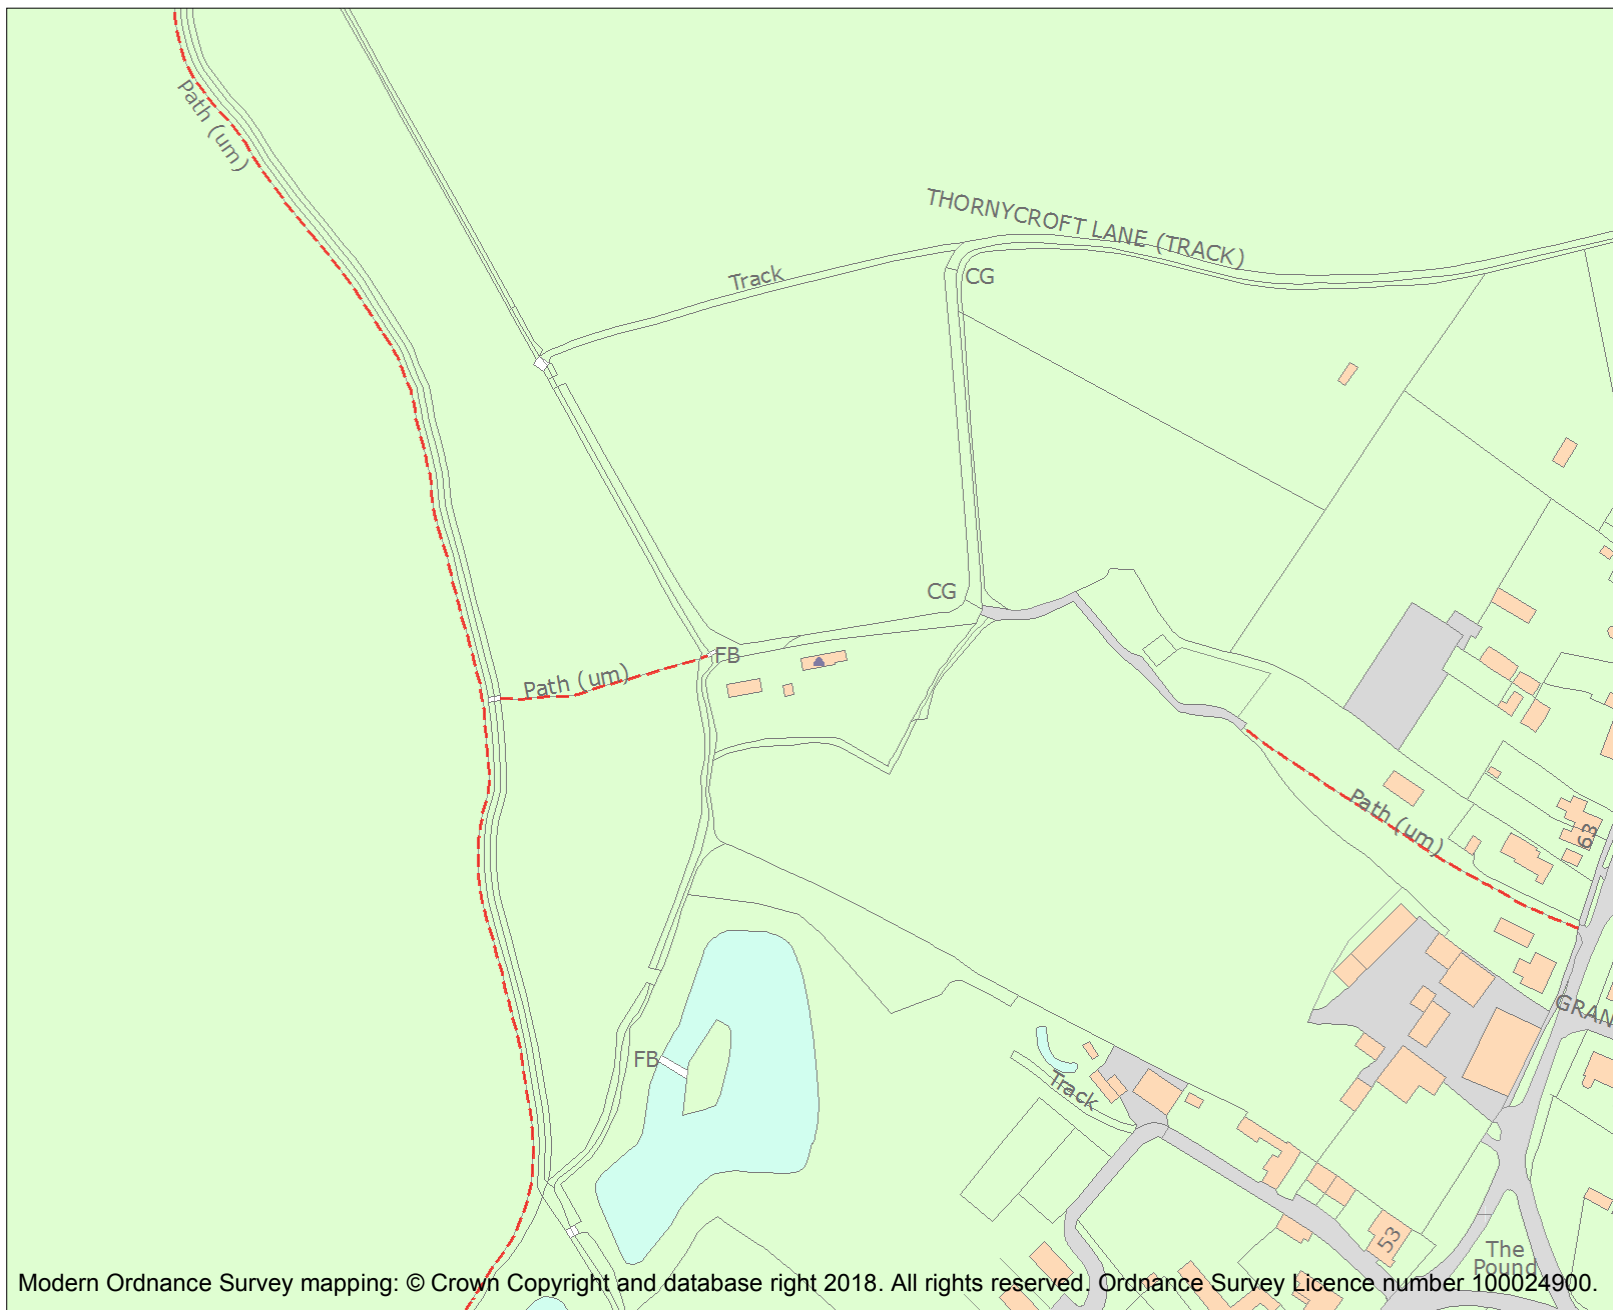 Path (um)
THORNYCROFT LANE (TRACK)
Track
CG
CG
FB
Path (um)
Path (um)
63
GRAN
FB
Track
53
The
Pound
Modern Ordnance Survey mapping: © Crown Copyright and database right 2018. All rights reserved. Ordnance Survey Licence number 100024900.